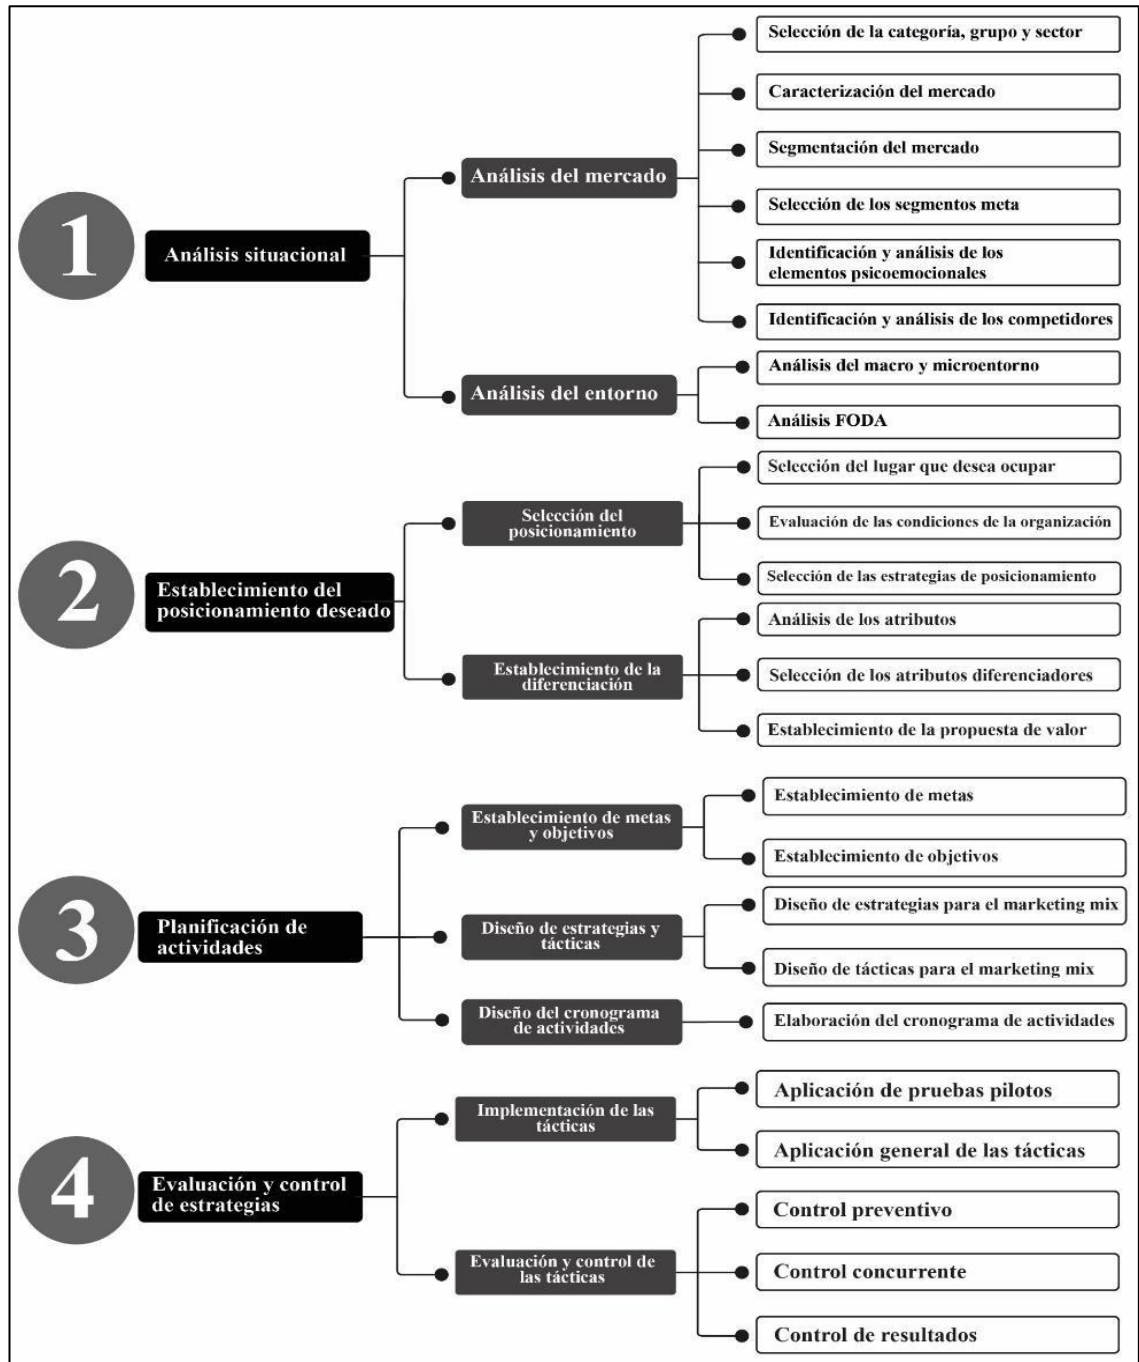 1
Análisis situacional
Análisis del mercado
Selección de la categoría, grupo y sector
Caracterización del mercado
Segmentación del mercado
Selección de los segmentos meta
Identificación y análisis de los
elementos psicoemocionales
Identificación y análisis de los competidores
Análisis del entorno
Análisis del macro y microentorno
Análisis FODA
2
Establecimiento del
posicionamiento deseado
Selección del
posicionamiento
Selección del lugar que desea ocupar
Evaluación de las condiciones de la organización
Selección de las estrategias de posicionamiento
Establecimiento de la
diferenciación
Análisis de los atributos
Selección de los atributos diferenciadores
Establecimiento de la propuesta de valor
3
Planificación de
actividades
Establecimiento de metas
y objetivos
Establecimiento de metas
Establecimiento de objetivos
Diseño de estrategias y
tácticas
Diseño de estrategias para el marketing mix
Diseño de tácticas para el marketing mix
Diseño del cronograma
de actividades
Elaboración del cronograma de actividades
4
Evaluación y control
de estrategias
Implementación de las
tácticas
Aplicación de pruebas pilotos
Aplicación general de las tácticas
Evaluación y control de
las tácticas
Control preventivo
Control concurrente
Control de resultados